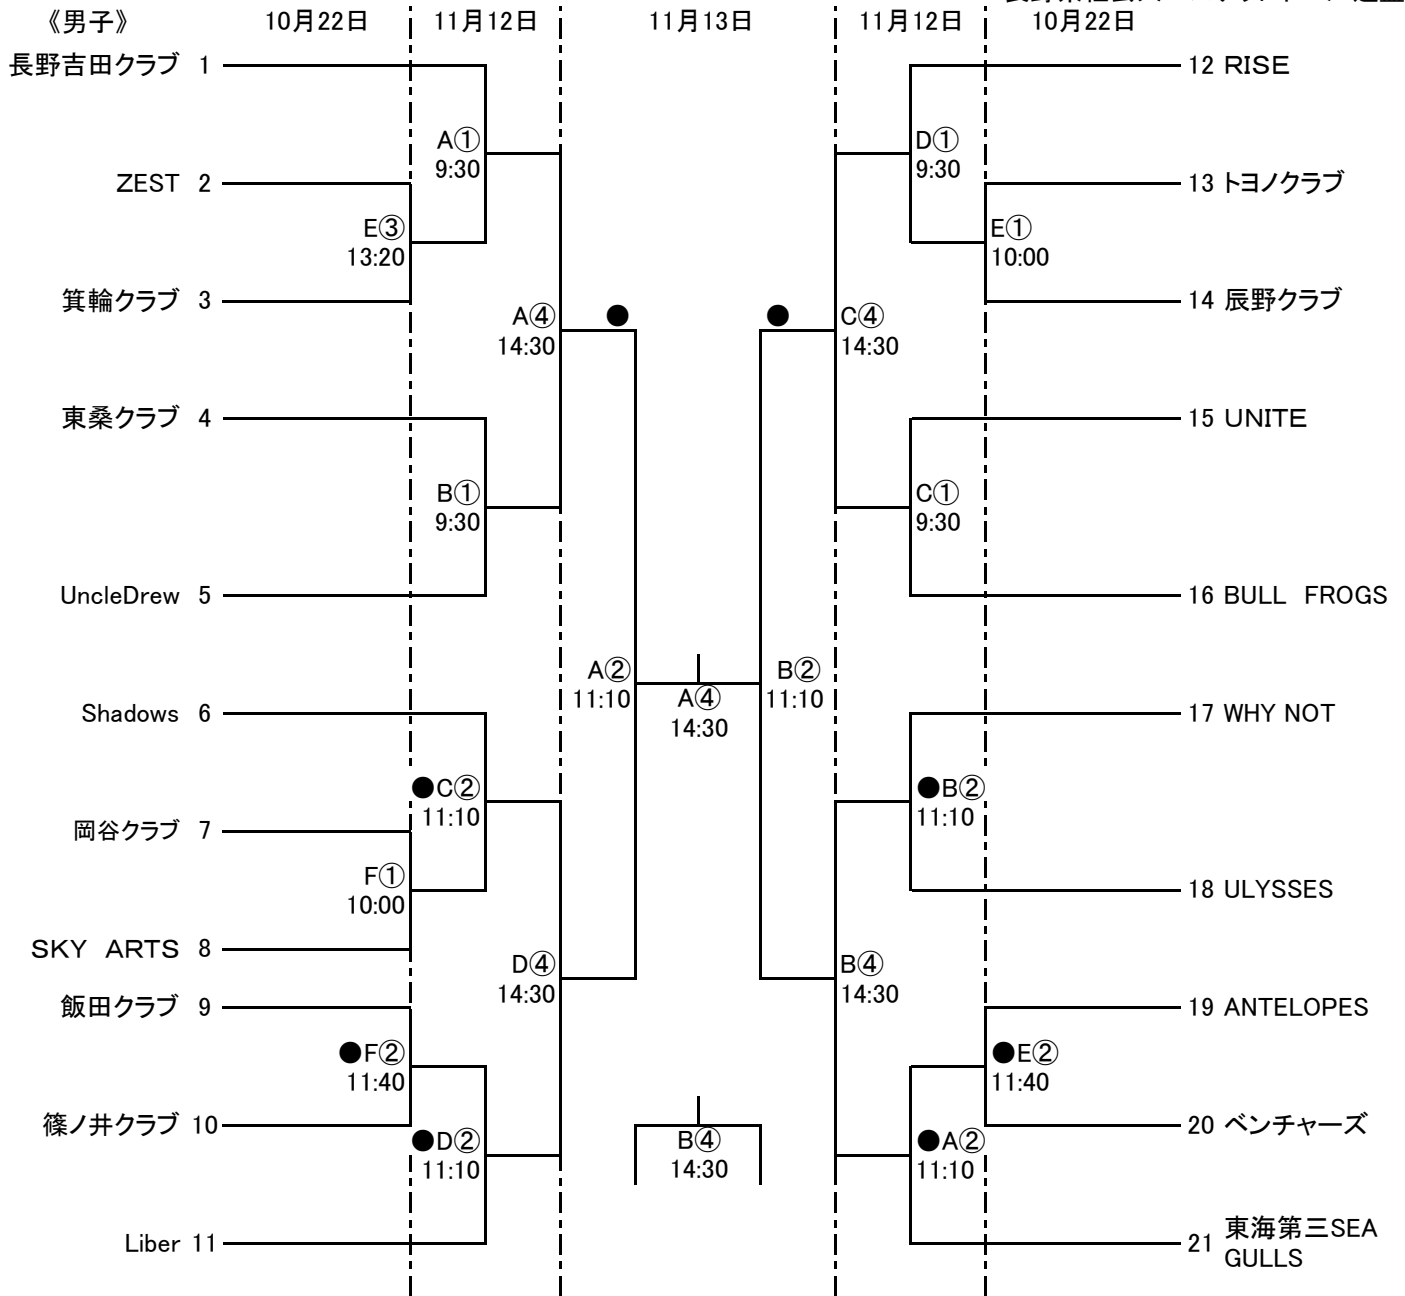 《男子》 10月22日 11月12日 11月13日 11月12日 10月22日
長野吉田クラブ 1
12 RISE
A①
9:30
D①
9:30
ZEST 2
13 トヨノクラブ
E③
13:20
E①
10:00
箕輪クラブ 3
14 辰野クラブ
A④
14:30
●
●
C④
14:30
東桑クラブ 4
15 UNITE
B①
9:30
C①
9:30
UncleDrew 5
16 BULL FROGS
A②
11:10
A④
14:30
B②
11:10
Shadows 6
17 WHY NOT
●C②
11:10
●B②
11:10
岡谷クラブ 7
F①
10:00
18 ULYSSES
SKY ARTS 8
D④
14:30
B④
14:30
飯田クラブ 9
19 ANTELOPES
●F②
11:40
●E②
11:40
篠ノ井クラブ 10
20 ベンチャーズ
●D②
11:10
B④
14:30
●A②
11:10
Liber 11
21 東海第三SEA
GULLS